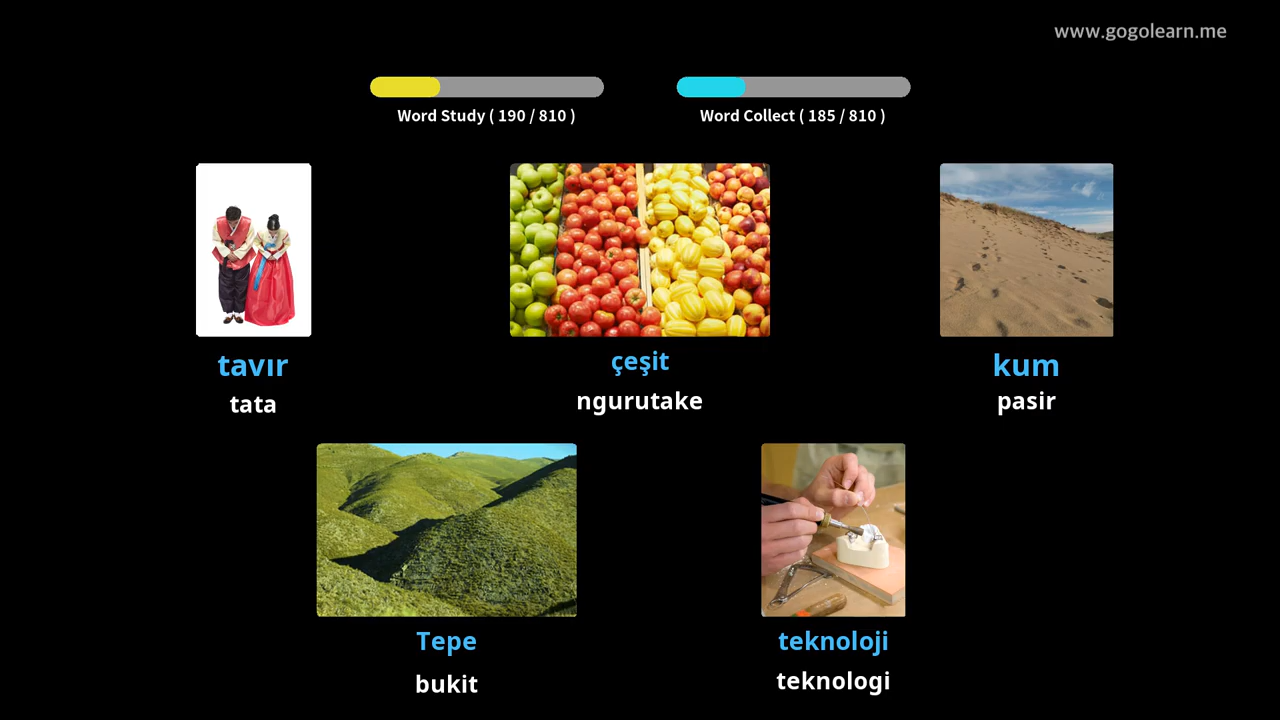 www.gogolearn.me
Word Study ( 190 / 810 )
Word Collect ( 185 / 810 )
tavır
tata
çeşit
ngurutake
kum
pasir
Tepe
bukit
teknoloji
teknologi